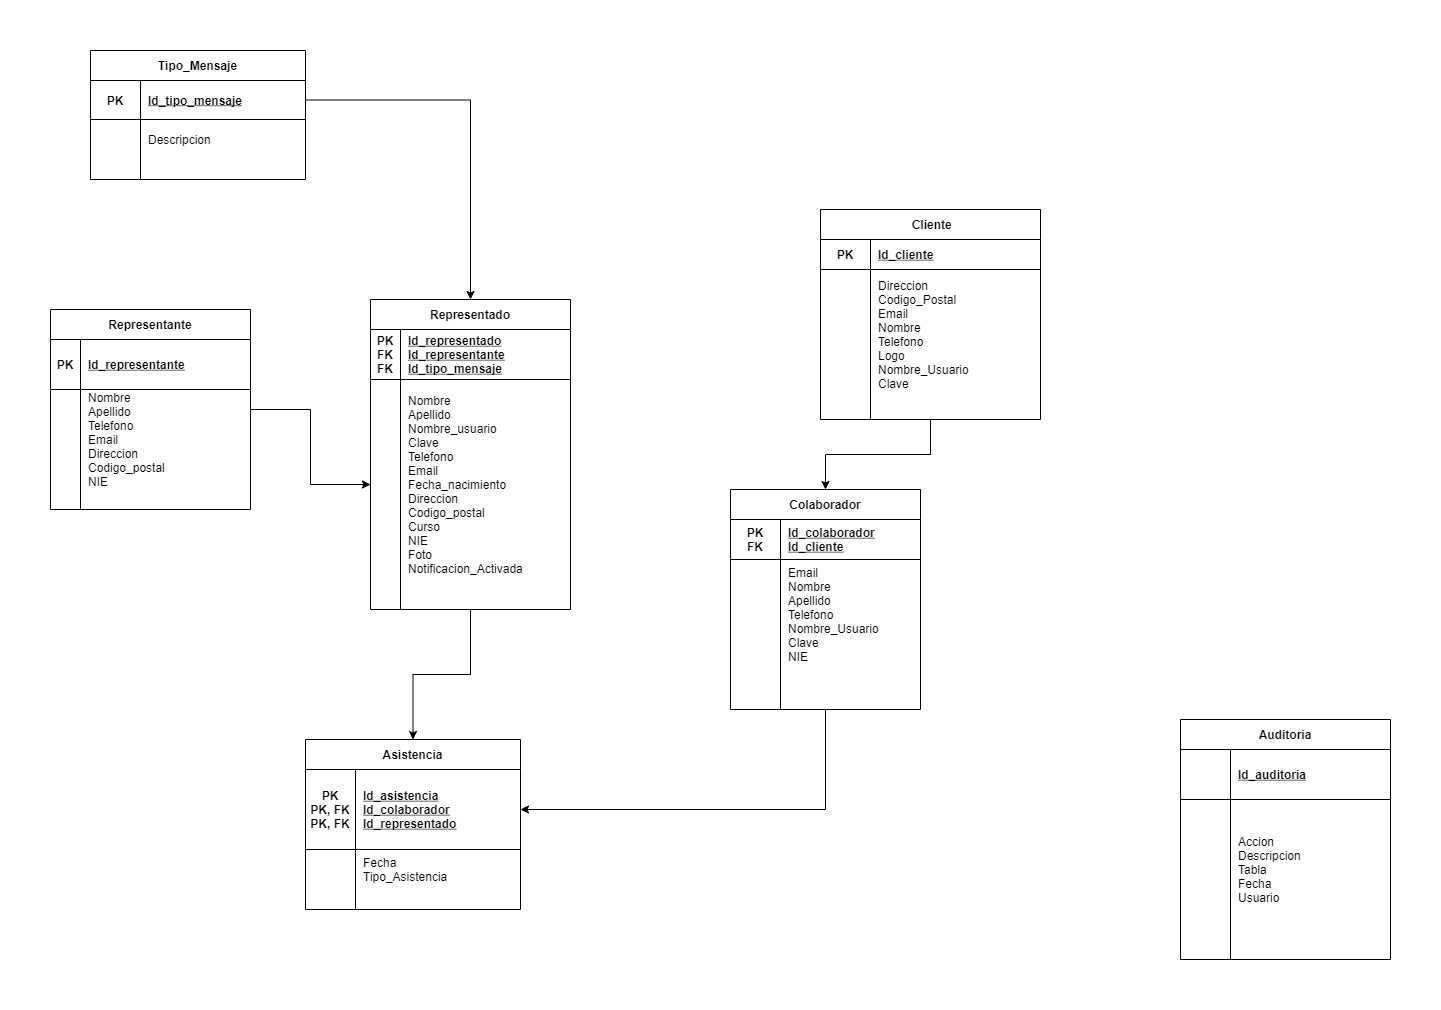 Tipo_Mensaje
PK Id_tipo_mensaje
Descripcion
Cliente
PK Id_cliente
Direccion
Codigo_Postal
Email
Nombre
Telefono
Logo
Nombre_Usuario
Clave
Representante
PK Id_representante
Nombre
Apellido
Telefono
Email
Direccion
Codigo_postal
NIE
Representado
PK Id_representado
FK Id_representante
FK Id_tipo_mensaje
Nombre
Apellido
Nombre_usuario
Clave
Telefono
Email
Fecha_nacimiento
Direccion
Codigo_postal
Curso
NIE
Foto
Notificacion_Activada
Colaborador
PK Id_colaborador
FK Id_cliente
Email
Nombre
Apellido
Telefono
Nombre_Usuario
Clave
NIE
Asistencia
PK Id_asistencia
PK, FK Id_colaborador
PK, FK Id_representado
Fecha
Tipo_Asistencia
Auditoria
Id_auditoria
Accion
Descripcion
Tabla
Fecha
Usuario